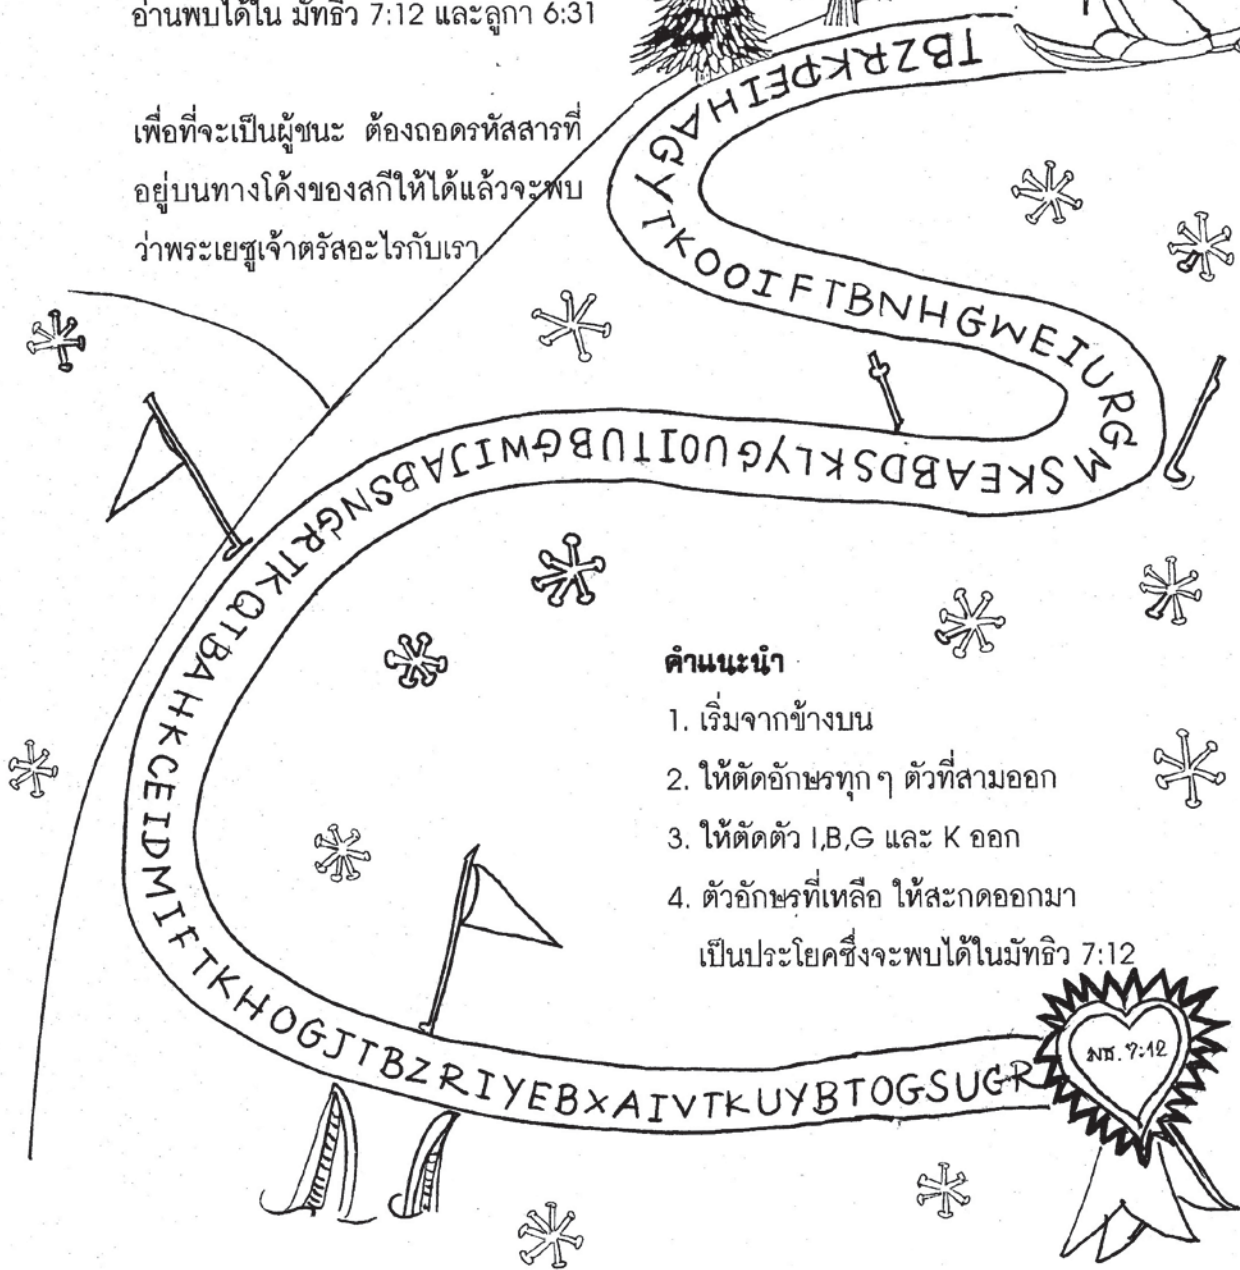 อ่านพบได้ใน มัทธิว 7:12 และลูกา 6:31
เพื่อที่จะเป็นผู้ชนะ ต้องถอดรหัสสารที่
อยู่บนทางโค้งของสกีให้ได้แล้วจะพบ
ว่าพระเยซูเจ้าตรัสอะไรกับเรา
TBZRKPEIHAGYTKOOIFTBNHGWEIURGMSKEABDSKLYGUOITUBGWIJABSNGRTKQTBAHKCEIDMIFTKHOGJTBZRIYEBXAIVTKUYBTOGSUGR
คำแนะนำ
1. เริ่มจากข้างบน
2. ให้ตัดอักษรทุก ๆ ตัวที่สามออก
3. ให้ตัดตัว I,B,G และ K ออก
4. ตัวอักษรที่เหลือ ให้สะกดออกมา
เป็นประโยคซึ่งจะพบได้ในมัทธิว 7:12
มธ. 7:12